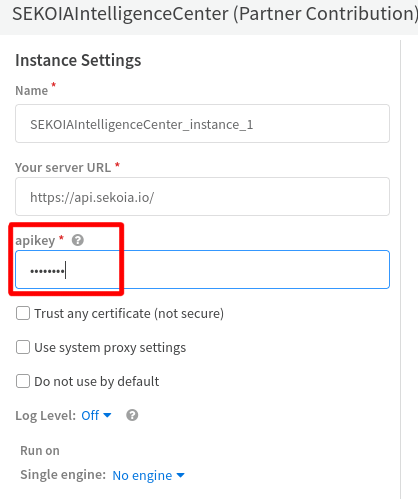 SEKOIAIntelligenceCenter (Partner Contribution)
Instance Settings
Name *
SEKOIAIntelligenceCenter_instance_1
Your server URL *
https://api.sekoia.io/
apikey * ?
••••••••
Trust any certificate (not secure)
Use system proxy settings
Do not use by default
Log Level: Off ?
Run on
Single engine: No engine